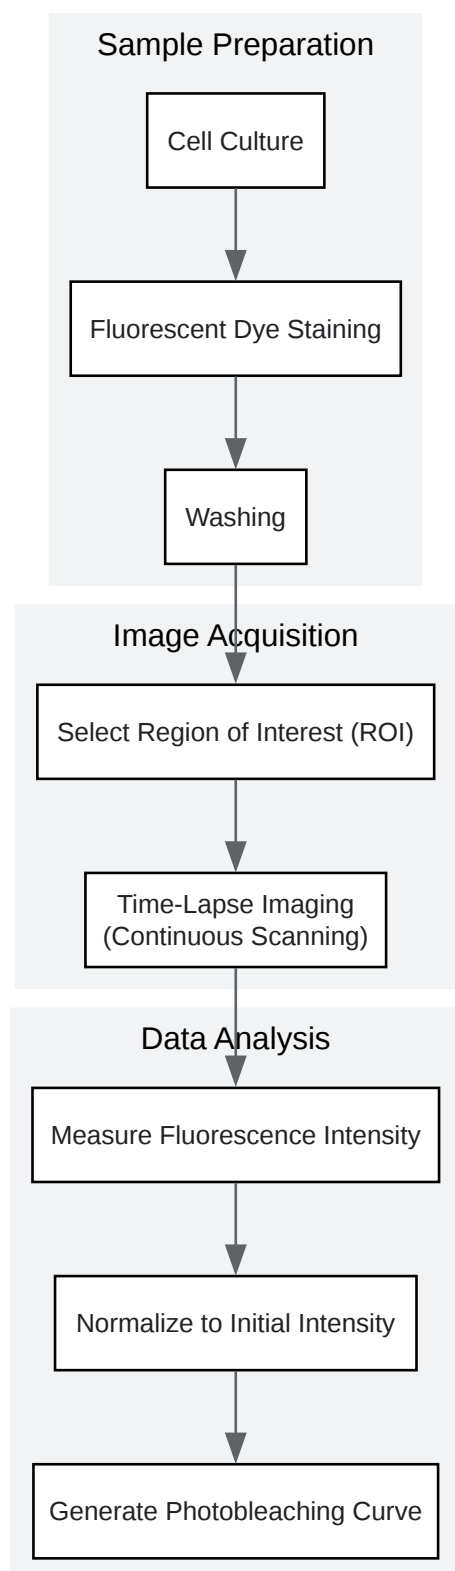 Sample Preparation
Cell Culture
Fluorescent Dye Staining
Washing
Image Acquisition
Select Region of Interest (ROI)
Time-Lapse Imaging
(Continuous Scanning)
Data Analysis
Measure Fluorescence Intensity
Normalize to Initial Intensity
Generate Photobleaching Curve